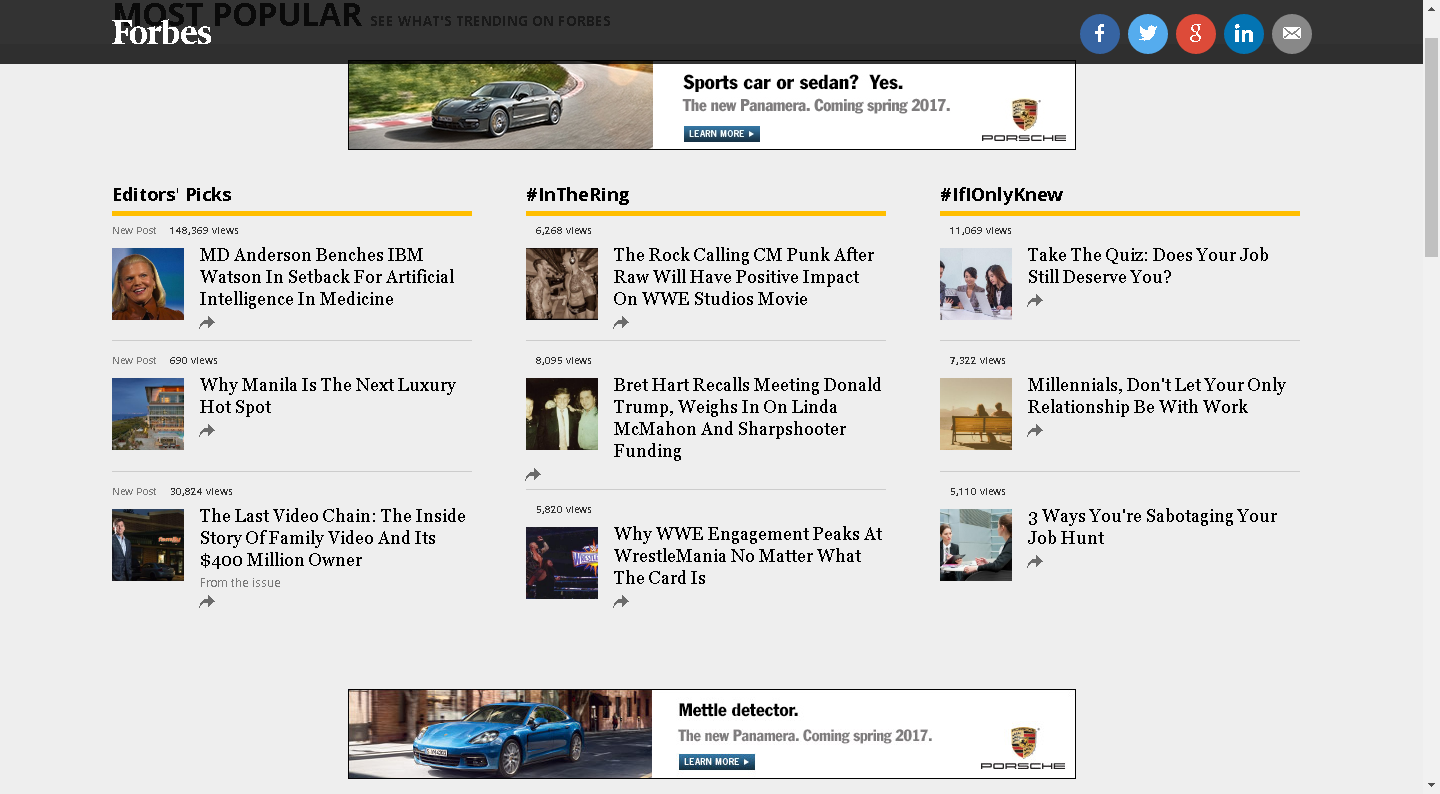 MOST POPULAR SEE WHAT'S TRENDING ON FORBES
Forbes
Sports car or sedan? Yes.
The new Panamera. Coming spring 2017.
LEARN MORE
PORSCHE
Editors' Picks
New Post 148,369 views
MD Anderson Benches IBM
Watson In Setback For Artificial
Intelligence In Medicine
New Post 690 views
Why Manila Is The Next Luxury
Hot Spot
New Post 30,824 views
The Last Video Chain: The Inside
Story Of Family Video And Its
$400 Million Owner
From the issue
#InTheRing
6,268 views
The Rock Calling CM Punk After
Raw Will Have Positive Impact
On WWE Studios Movie
8,095 views
Bret Hart Recalls Meeting Donald
Trump, Weighs In On Linda
McMahon And Sharpshooter
Funding
5,820 views
Why WWE Engagement Peaks At
WrestleMania No Matter What
The Card Is
#IfIOnlyKnew
11,069 views
Take The Quiz: Does Your Job
Still Deserve You?
7,322 views
Millennials, Don't Let Your Only
Relationship Be With Work
5,110 views
3 Ways You're Sabotaging Your
Job Hunt
Mettle detector.
The new Panamera. Coming spring 2017.
LEARN MORE
PORSCHE